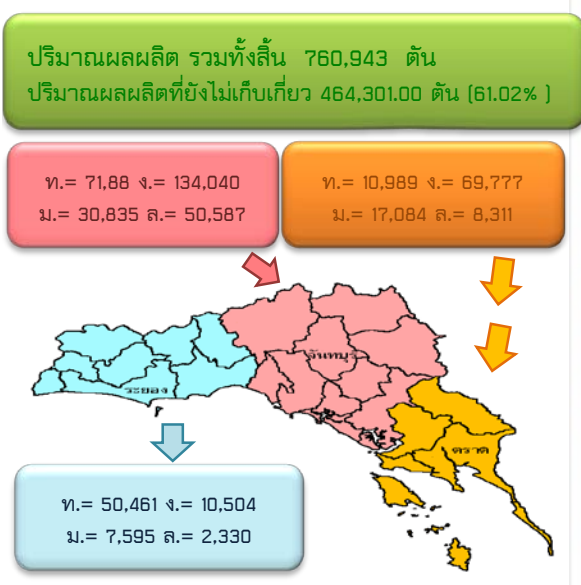 ปริมาณผลผลิต รวมทั้งสิ้น 760,943 ตัน
ปริมาณผลผลิตที่ยังไม่เก็บเกี่ยว 464,301.00 ตัน (61.02% )
ท.= 71,88 ง.= 134,040
ม.= 30,835 ล.= 50,587
ท.= 10,989 ง.= 69,777
ม.= 17,084 ล.= 8,311
จันทบุรี
ระยอง
ตราด
ท.= 50,461 ง.= 10,504
ม.= 7,595 ล.= 2,330